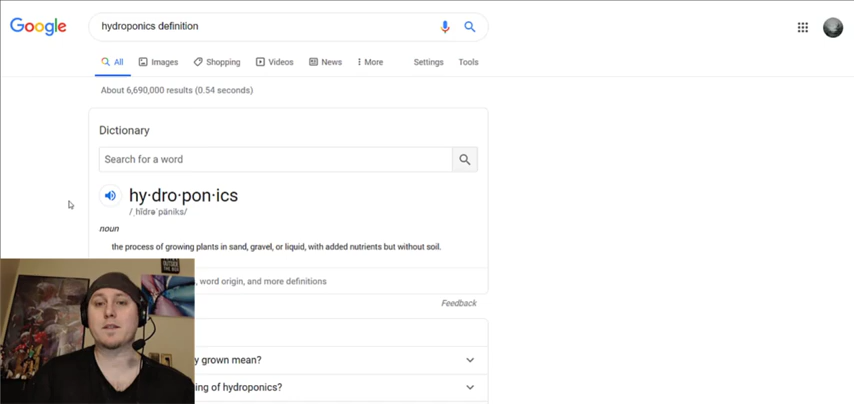 Google
hydroponics definition
All Images Shopping Videos News More Settings Tools
About 6,690,000 results (0.54 seconds)
Dictionary
Search for a word
hy·dro·pon·ics
/ˌhīdrəˈpäniks/
noun
the process of growing plants in sand, gravel, or liquid, with added nutrients but without soil.
, word origin, and more definitions
Feedback
y grown mean?
ing of hydroponics?